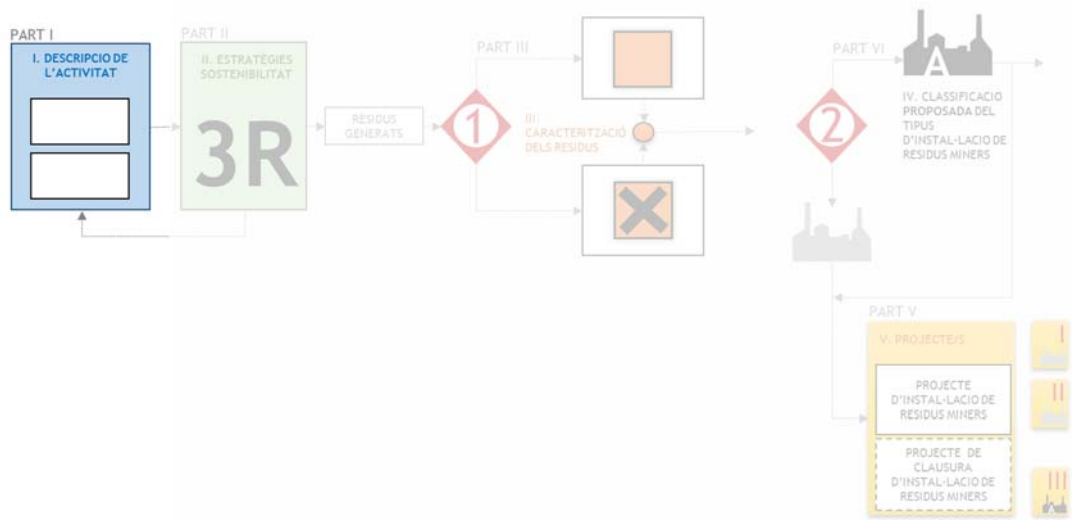 PART I
I. DESCRIPCIO DE
L'ACTIVITAT
PART II
II. ESTRATEGIES
SOSTENIBILITAT
3R
RESIDUS
GENERATS
PART III
1
III.
CARACTERITZACIÓ
DELS RESIDUS
PART VI
2
A
IV. CLASSIFICACIO
PROPOSADA DEL
TIPUS
D'INSTAL·LACIO DE
RESIDUS MINERS
PART V
V. PROJECTE/S
PROJECTE
D'INSTAL·LACIO DE
RESIDUS MINERS
PROJECTE DE
CLAUSURA
D'INSTAL·LACIO DE
RESIDUS MINERS
I
II
III
A